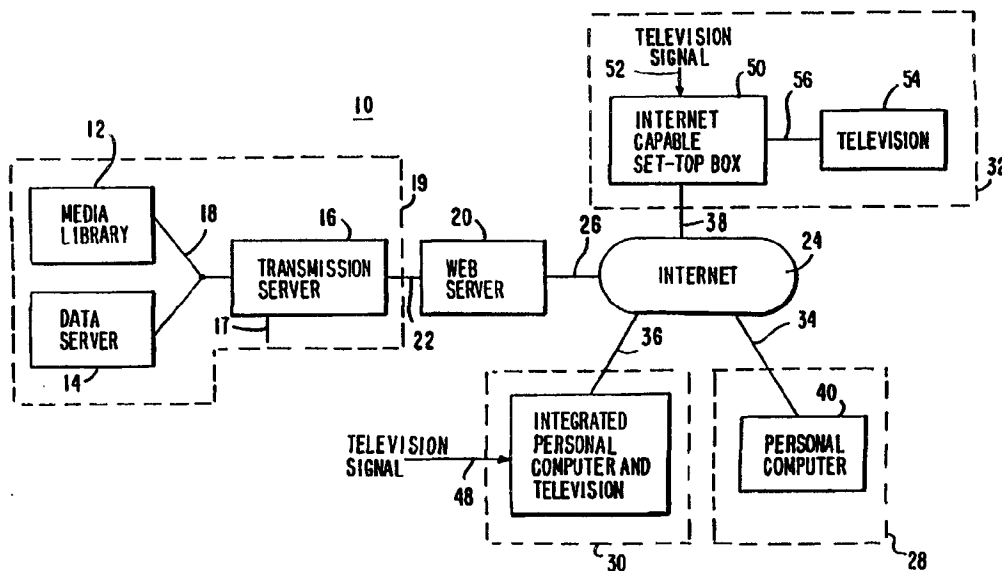 TELEVISION
SIGNAL
52
50
56
54
INTERNET
CAPABLE
SET-TOP BOX
TELEVISION
32
10
12
19
MEDIA
LIBRARY
18
16
20
38
TRANSMISSION
SERVER
WEB
SERVER
26
INTERNET
24
DATA
SERVER
17
22
14
36
34
40
INTEGRATED
PERSONAL
COMPUTER AND
TELEVISION
PERSONAL
COMPUTER
TELEVISION
SIGNAL
48
30
28